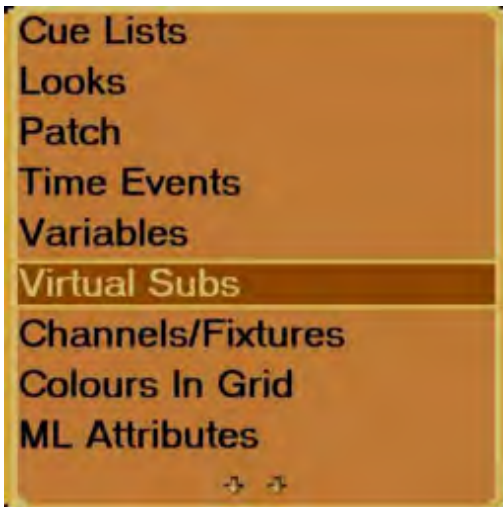 Cue Lists
Looks
Patch
Time Events
Variables
Virtual Subs
Channels/Fixtures
Colours In Grid
ML Attributes